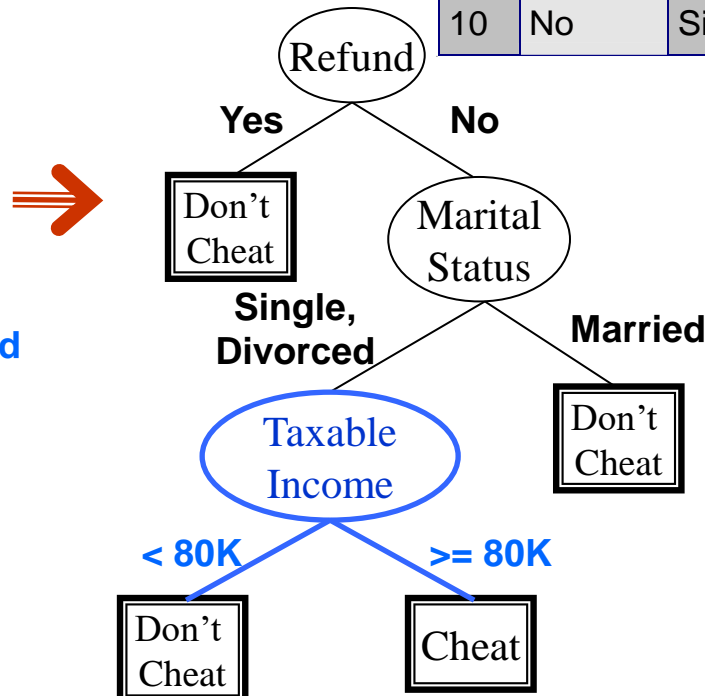 10 No Si
Refund
Yes No
Don't
Cheat
Marital
Status
Single,
Divorced
Married
d
Taxable
Income
Don't
Cheat
< 80K >= 80K
Don't
Cheat
Cheat